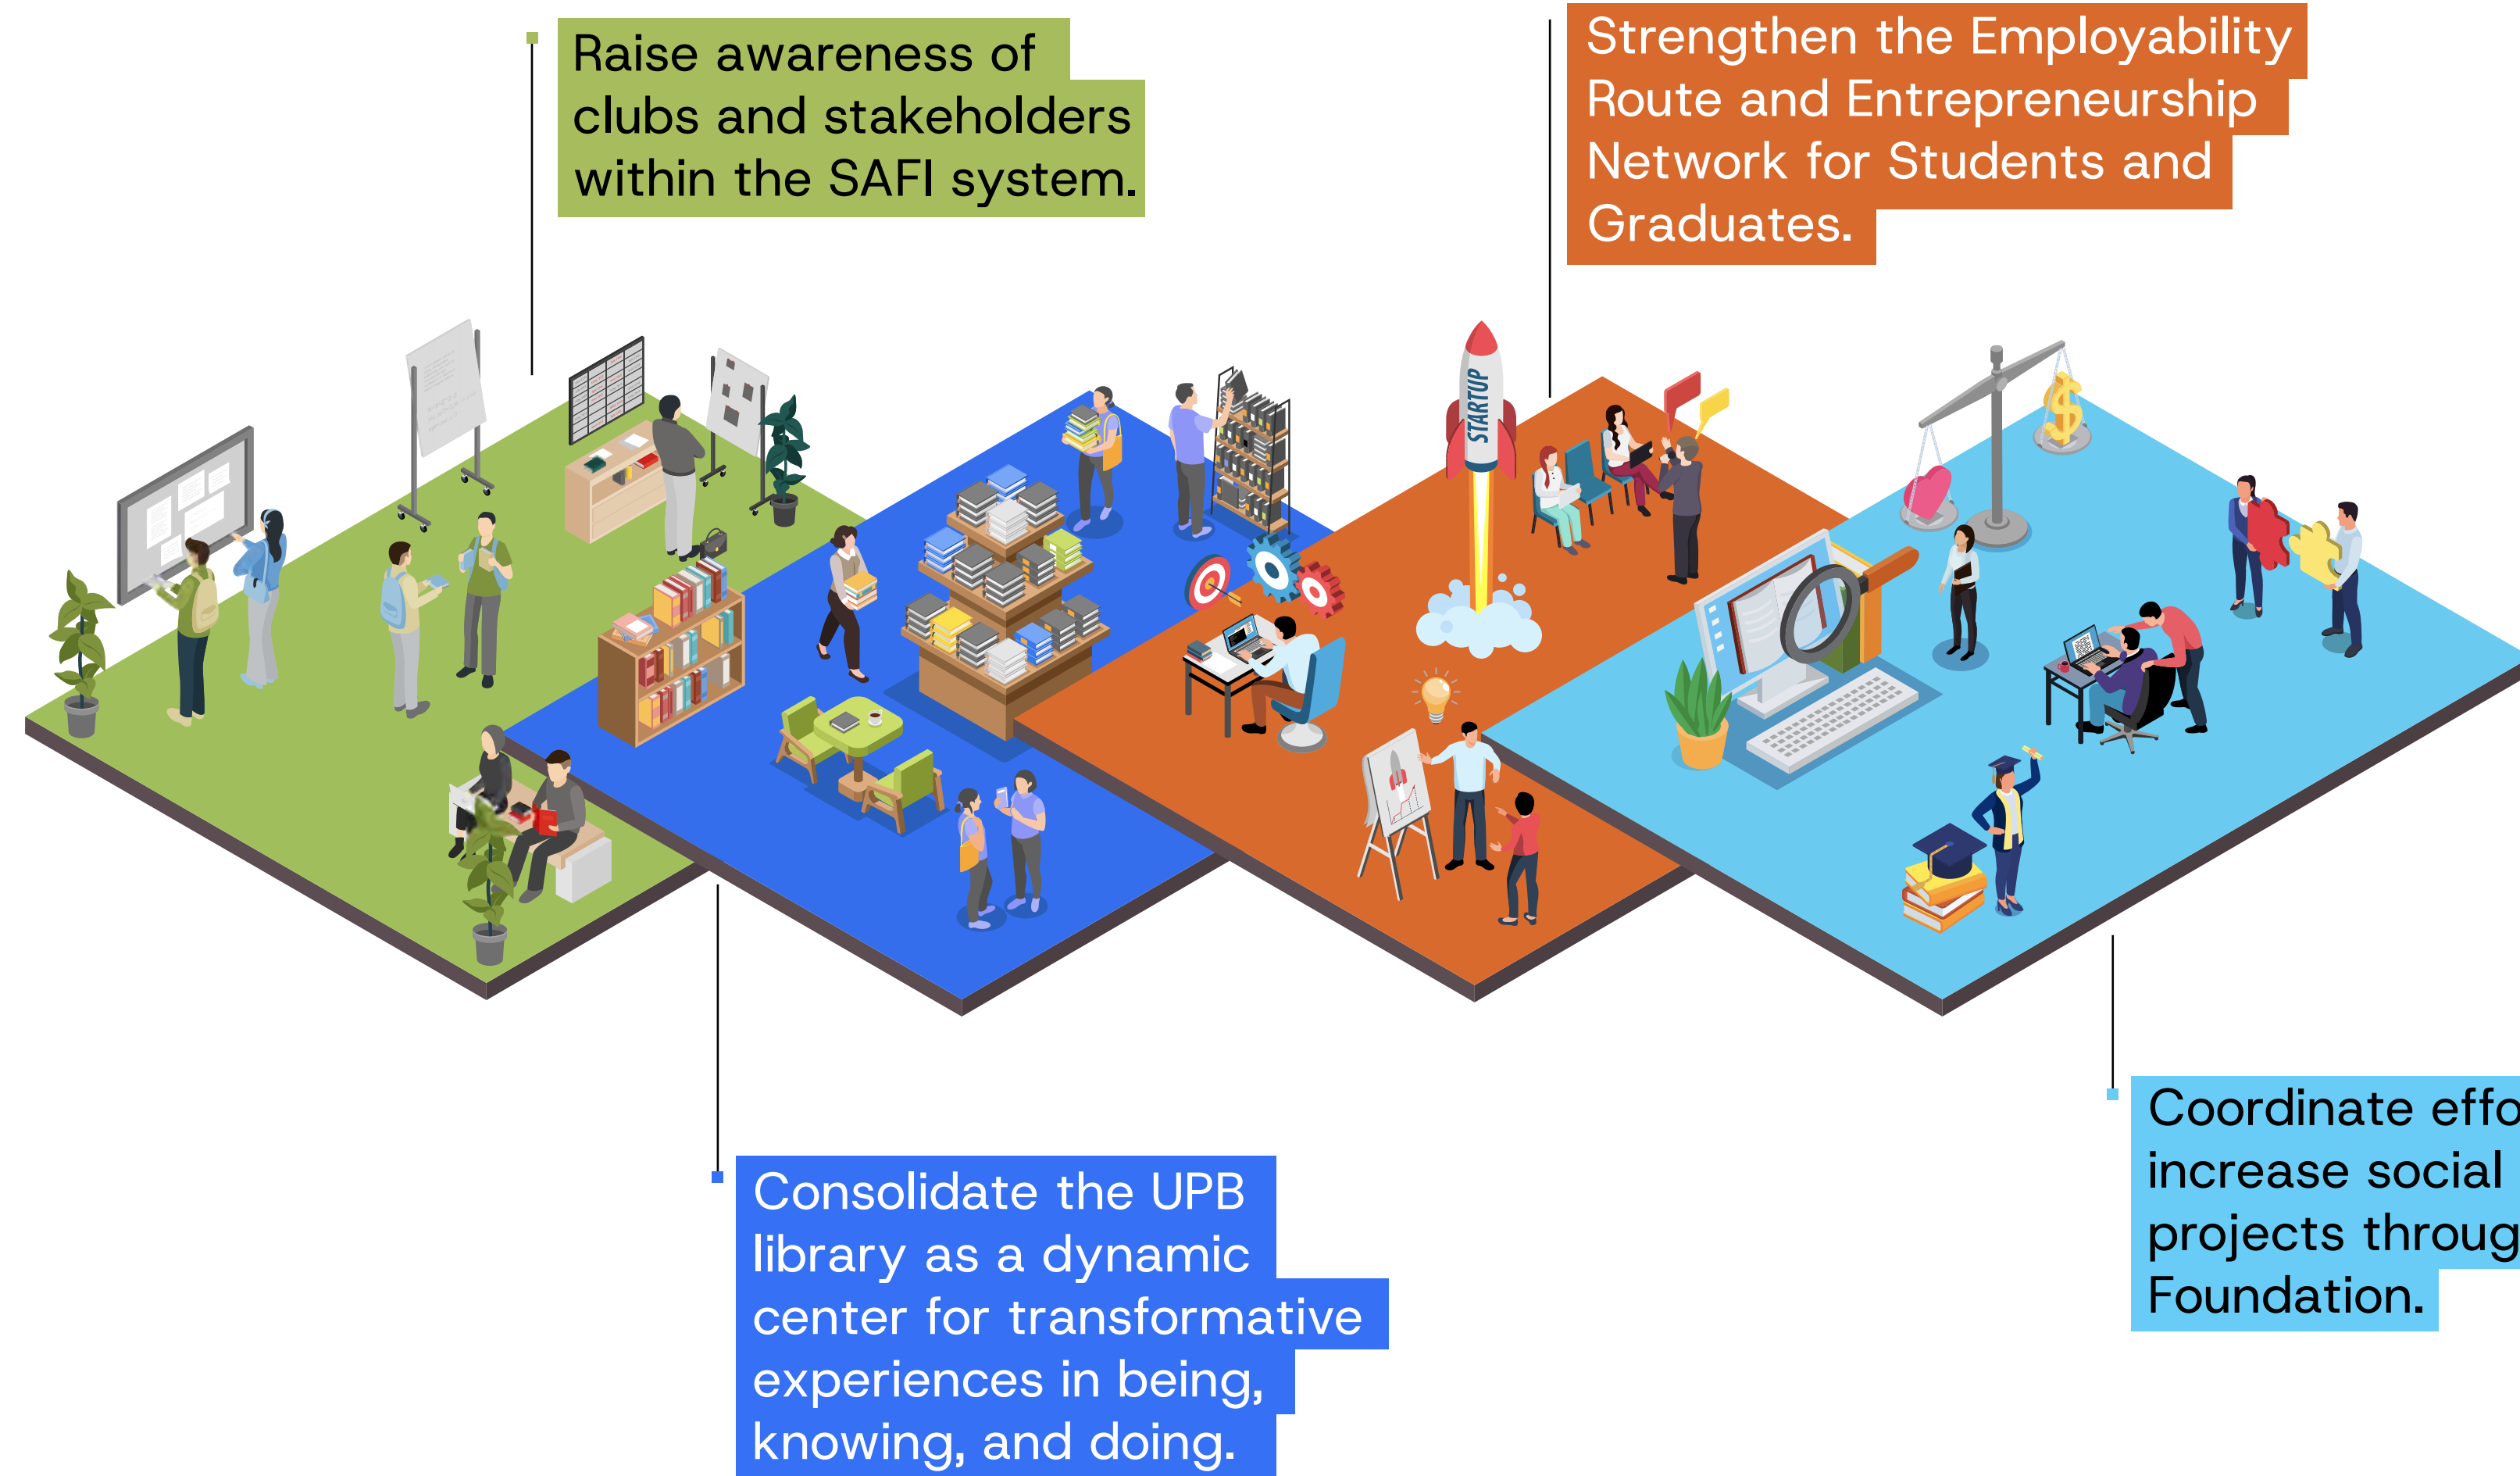 Raise awareness of
clubs and stakeholders
within the SAFI system.
Strengthen the Employability
Route and Entrepreneurship
Network for Students and
Graduates.
STARTUP
Consolidate the UPB
library as a dynamic
center for transformative
experiences in being,
knowing, and doing.
Coordinate
increase social
projects
Foundation.